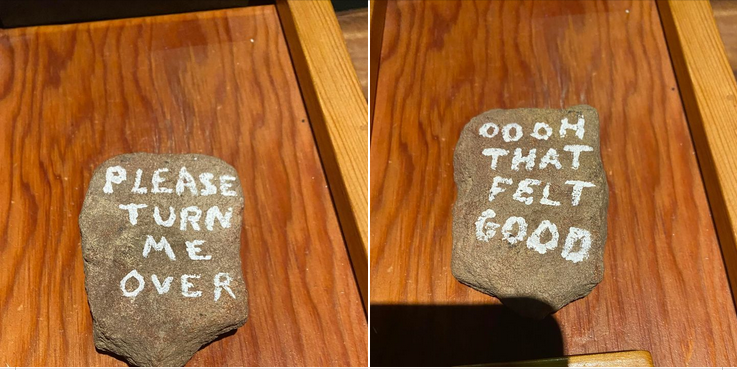 PLEASE
TURN
ME
OVER
OOOH
THAT
FELT
GOOD